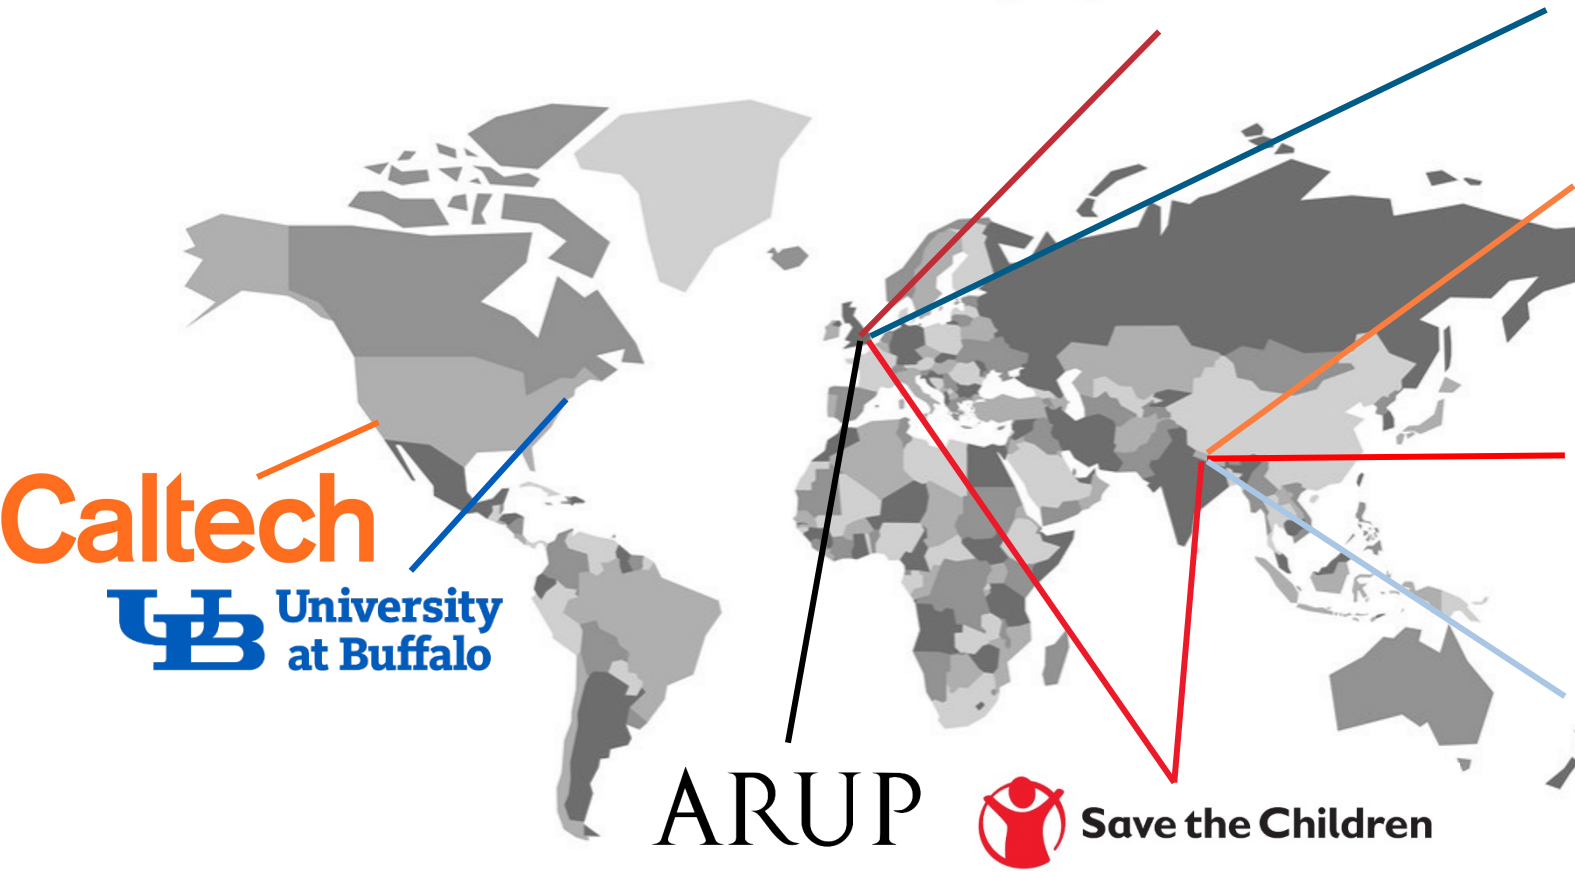 Caltech
University
at Buffalo
ARUP
Save the Children